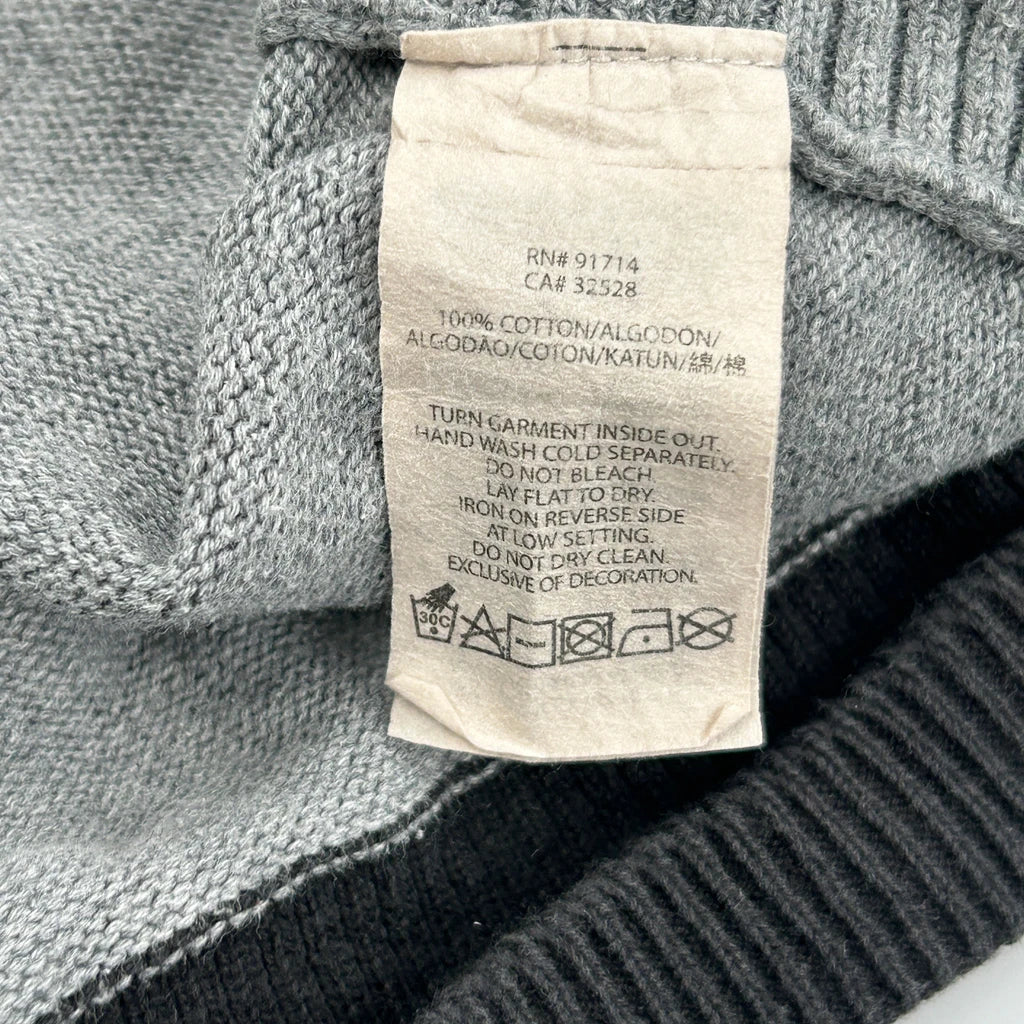 RN# 91714
CA# 32528
100% COTTON/ALGODÓN/
ALGODAO/COTON/KATUN/綿/棉
TURN GARMENT INSIDE OUT.
HAND WASH COLD SEPARATELY.
DO NOT BLEACH.
LAY FLAT TO DRY.
IRON ON REVERSE SIDE
AT LOW SETTING.
DO NOT DRY CLEAN.
EXCLUSIVE OF DECORATION.
30C